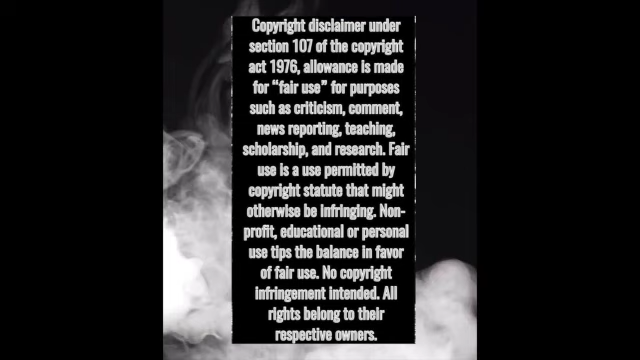 Copyright disclaimer under
section 107 of the copyright
act 1976, allowance is made
for “fair use” for purposes
such as criticism, comment,
news reporting, teaching,
scholarship, and research. Fair
use is a use permitted by
copyright statute that might
otherwise be infringing. Non-
profit, educational or personal
use tips the balance in favor
of fair use. No copyright
infringement intended. All
rights belong to their
respective owners.